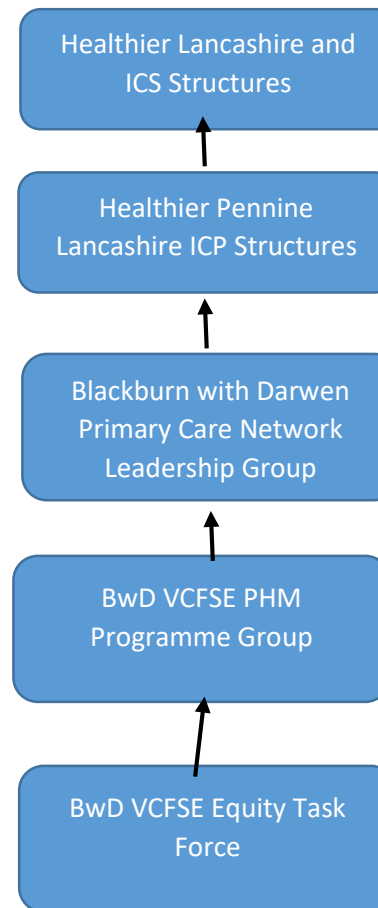 Healthier Lancashire and
ICS Structures
Healthier Pennine
Lancashire ICP Structures
Blackburn with Darwen
Primary Care Network
Leadership Group
BwD VCFSE PHM
Programme Group
BwD VCFSE Equity Task
Force